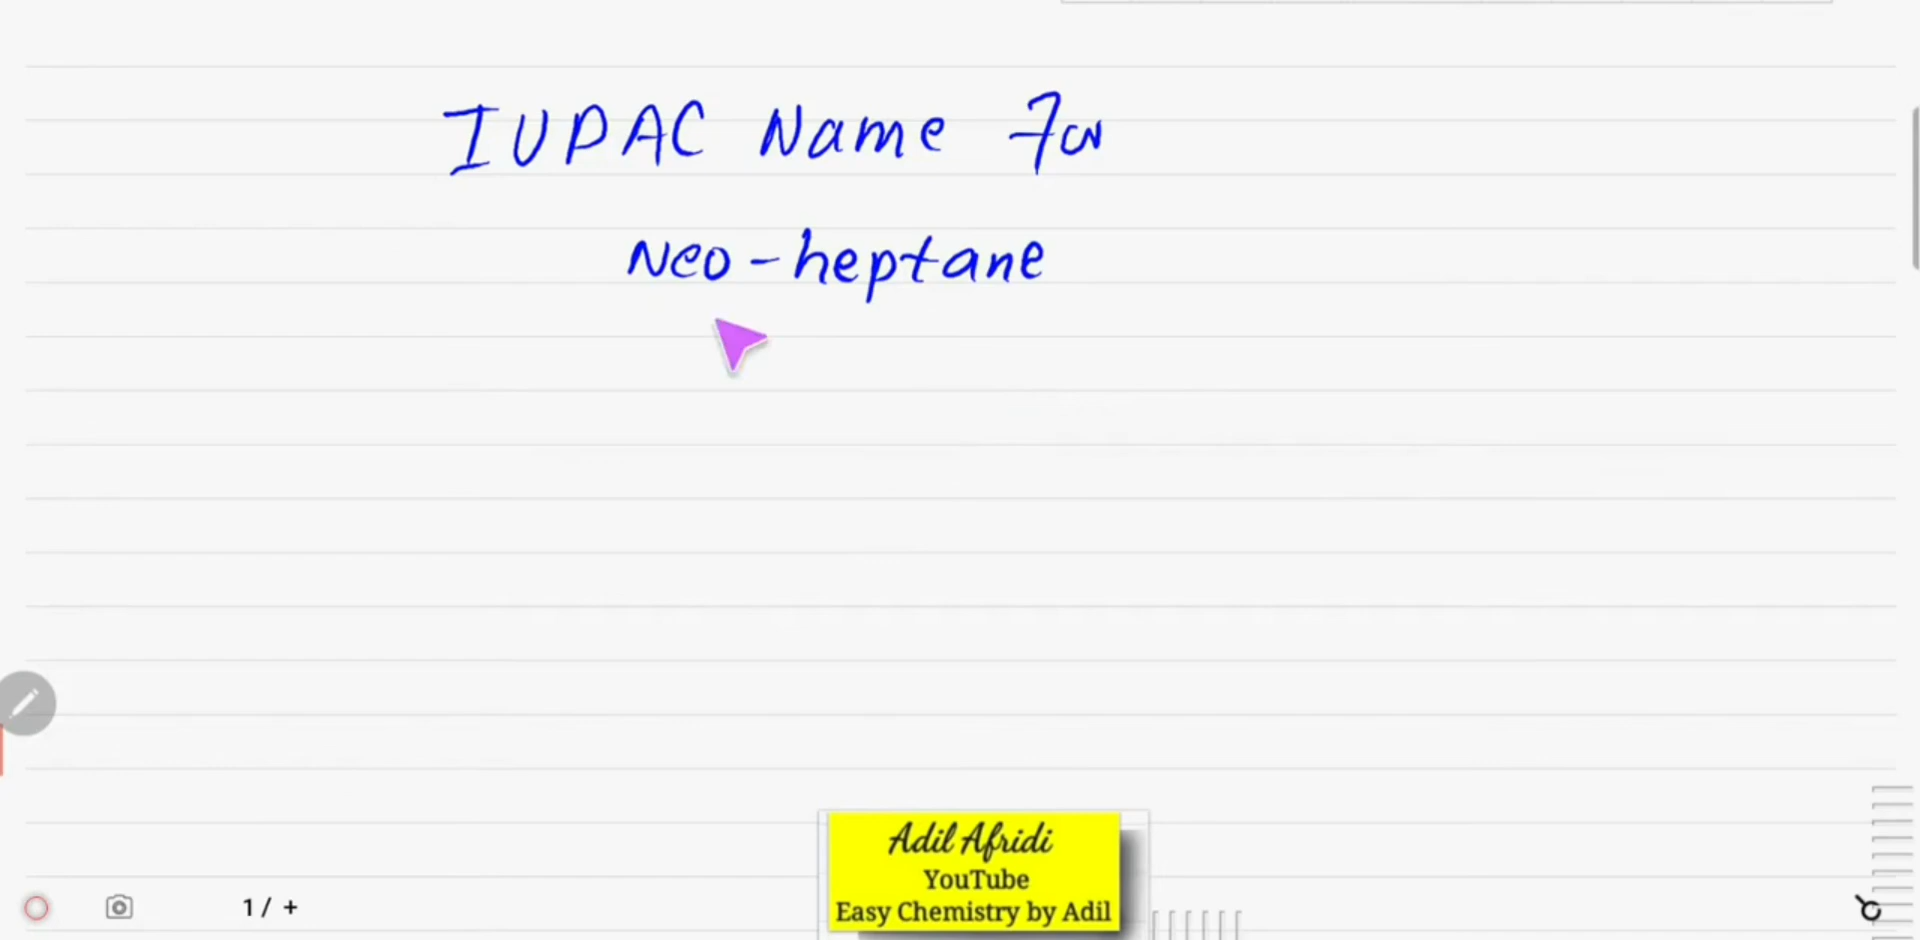 IUPAC Name For
Neo-heptane
Adil Afridi
YouTube
Easy Chemistry by Adil
1 / +